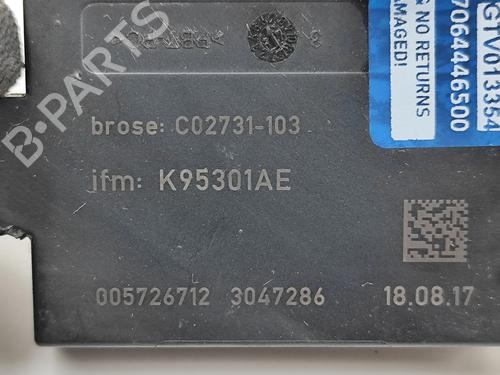 GTV013354
7064446500
G NO RETURNS
AMAGED!
B-PARTS
brose: C02731-103
ifm: K95301AE
005726712 3047286 18.08.17